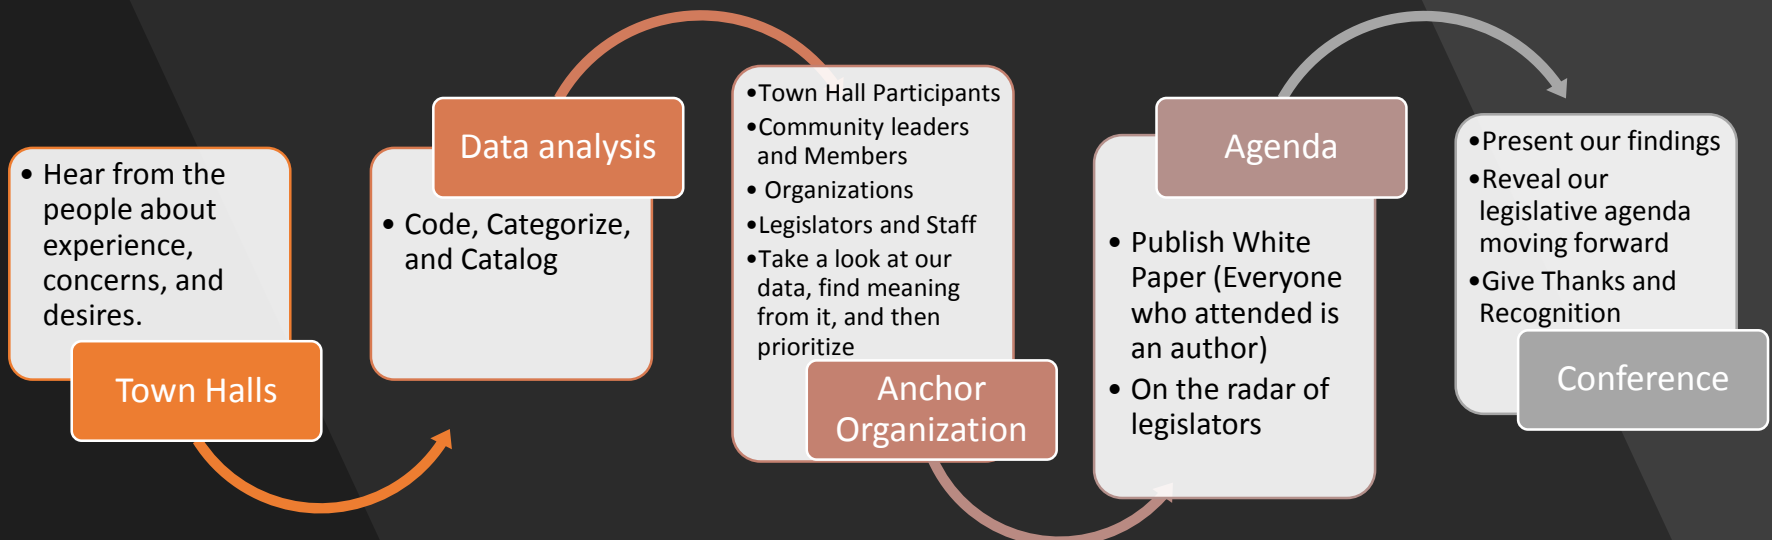 • Hear from the
people about
experience,
concerns, and
desires.
Town Halls
Data analysis
• Code, Categorize,
and Catalog
•Town Hall Participants
•Community leaders
and Members
• Organizations
•Legislators and Staff
•Take a look at our
data, find meaning
from it, and then
prioritize
Anchor
Organization
Agenda
• Publish White
Paper (Everyone
who attended is
an author)
• On the radar of
legislators
•Present our findings
•Reveal our
legislative agenda
moving forward
•Give Thanks and
Recognition
Conference